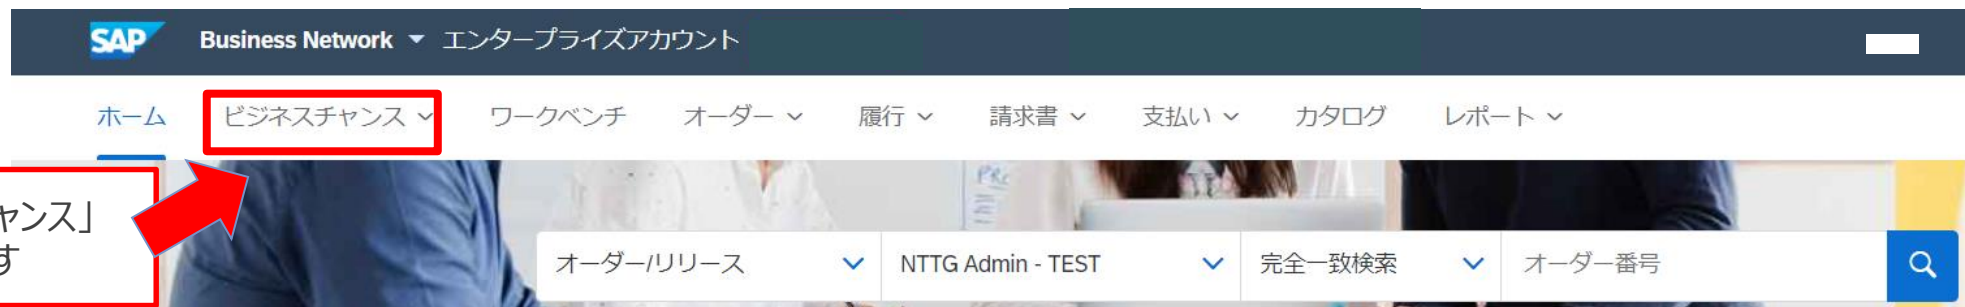 SAP Business Network エンタープライズアカウント
ホーム ビジネスチャンス ワークベンチ オーダー 履行 請求書 支払い カタログ レポート
ャンス」
す
オーダー/リリース NTTG Admin - TEST 完全一致検索 オーダー番号